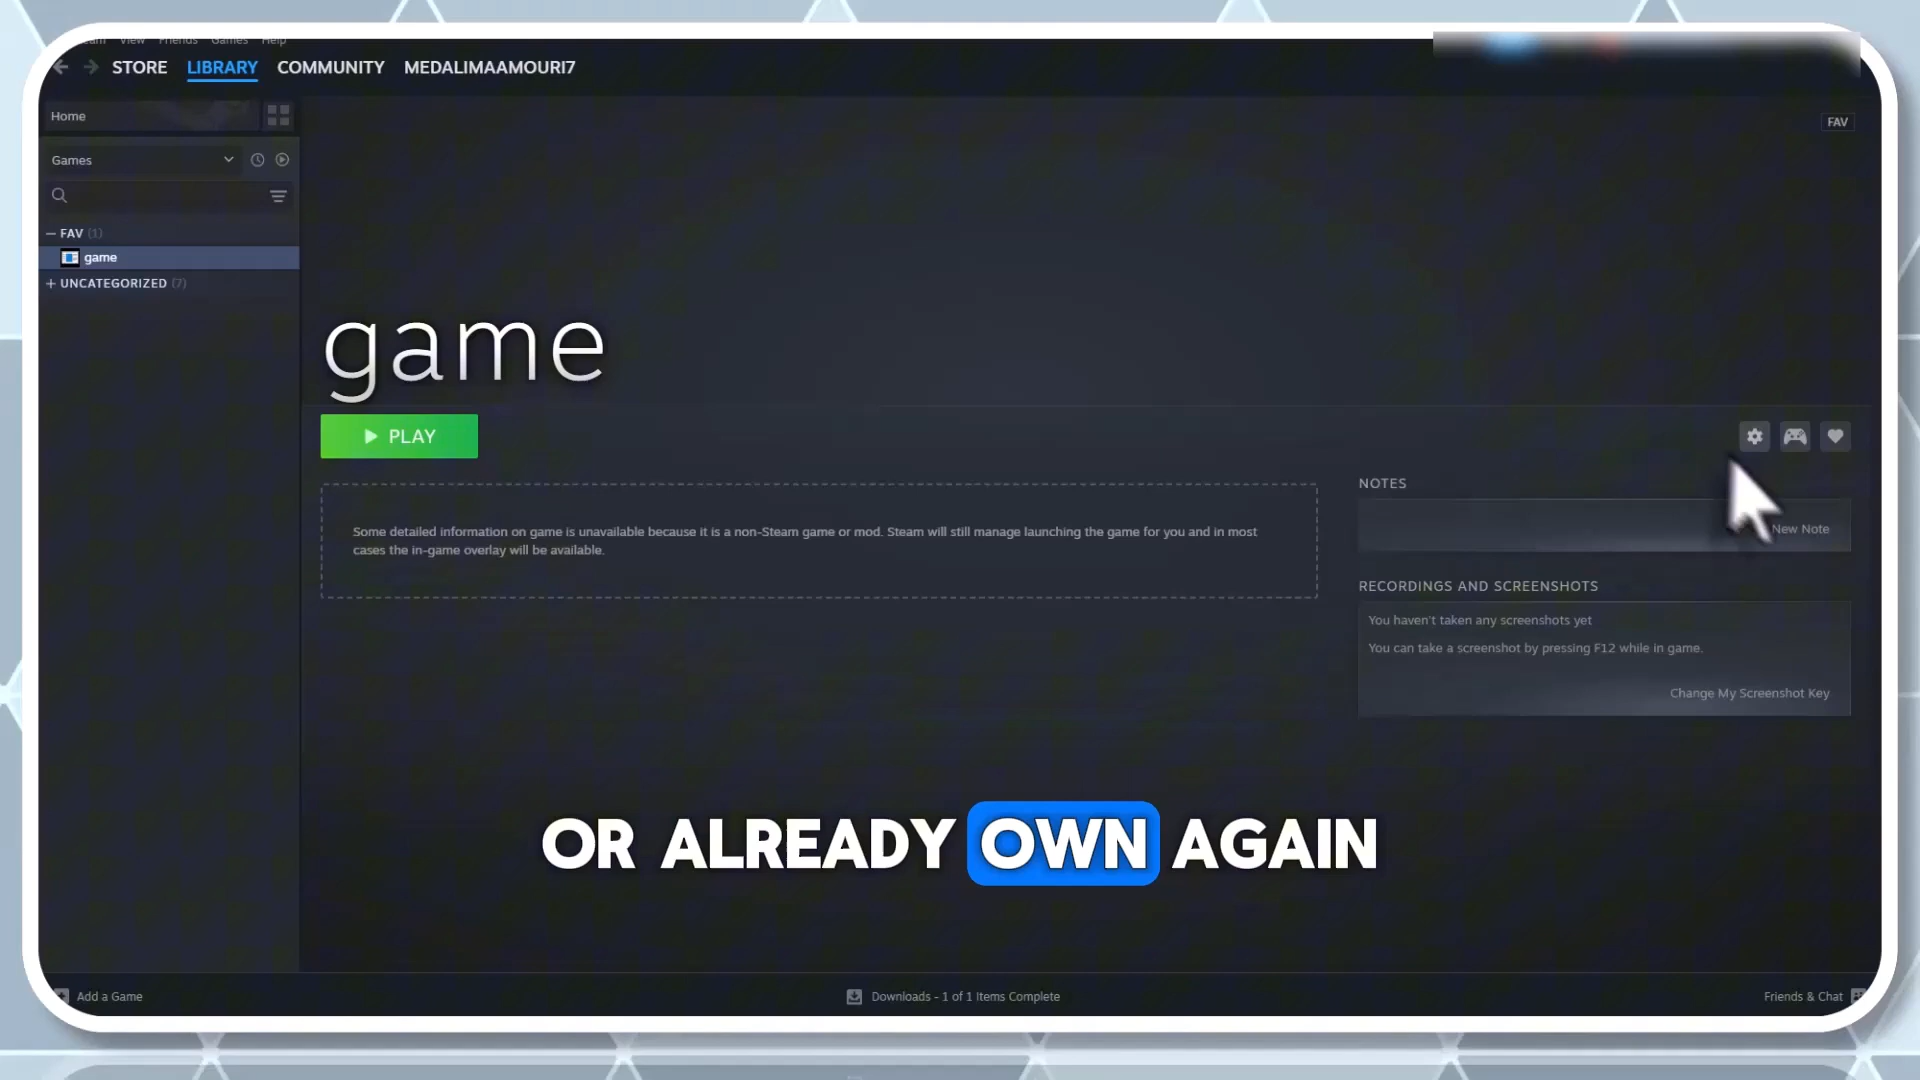 View Friends Games Help
STORE LIBRARY COMMUNITY MEDALIMAAMOURI7
Home
FAV
Games
FAV (1)
game
UNCATEGORIZED (7)
game
PLAY
NOTES
Some detailed information on game is unavailable because it is a non-Steam game or mod. Steam will still manage launching the game for you and in most
cases the in-game overlay will be available.
New Note
RECORDINGS AND SCREENSHOTS
You haven't taken any screenshots yet
You can take a screenshot by pressing F12 while in game.
Change My Screenshot Key
OR ALREADY OWN AGAIN
Add a Game
Downloads - 1 of 1 Items Complete
Friends & Chat